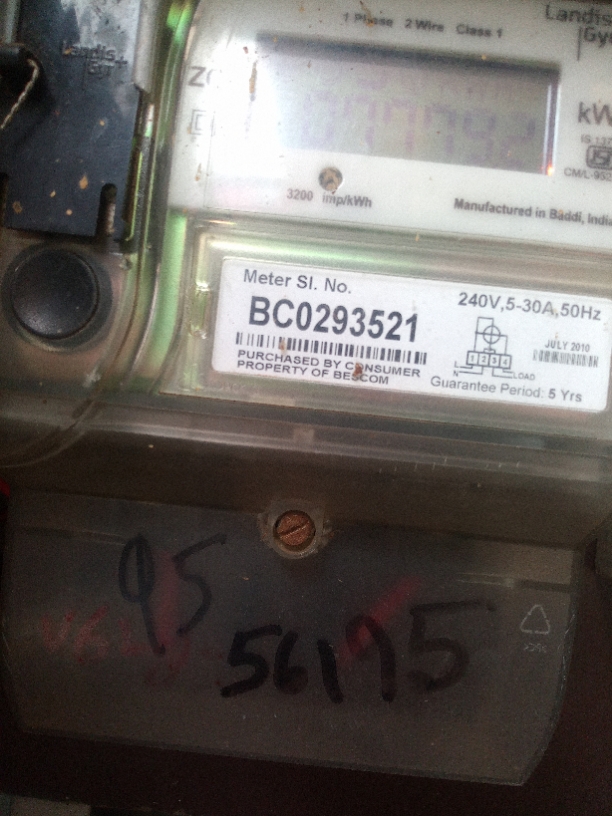 Landis+
Gyr
1 Phase 2 Wire Class 1
Landis
Gy
kW
3200 imp/kWh
Manufactured in Baddi, India
Meter Sl. No.
BC0293521
240V,5-30A,50Hz
JULY 2010
PURCHASED BY CONSUMER
PROPERTY OF BESCOM
LOAD
Guarantee Period: 5 Yrs
95
56175